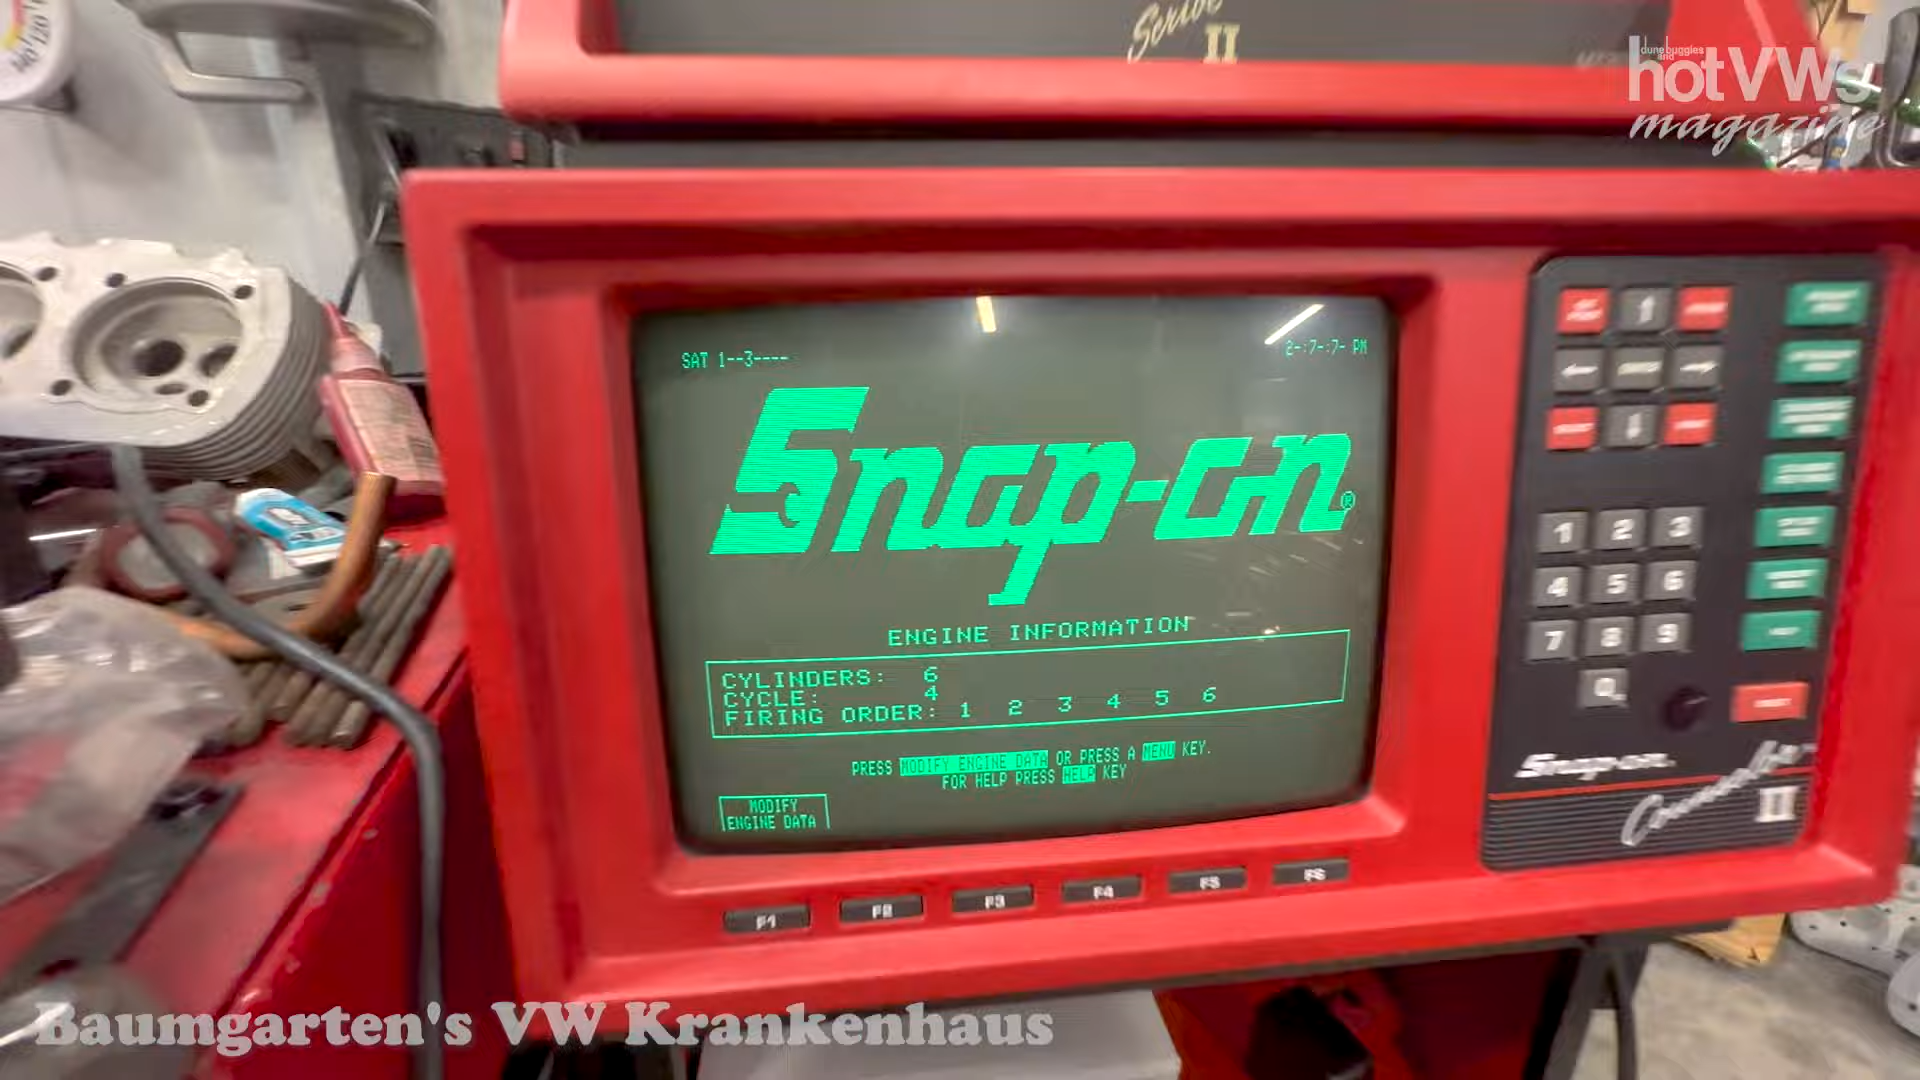 Scribe
II
dune buggies
and
hotVWs
magazine
SAT 1--3----
2-:7-:7- PM
Snap-on®
ENGINE INFORMATION
CYLINDERS: 6
CYCLE: 4
FIRING ORDER: 1 2 3 4 5 6
PRESS MODIFY ENGINE DATA OR PRESS A MENU KEY.
FOR HELP PRESS HELP KEY
MODIFY
ENGINE DATA
F1 F2 F3 F4 F5 F6
1 2 3
4 5 6
7 8 9
0
Snap-on
Counselor
II
Baumgarten's VW Krankenhaus